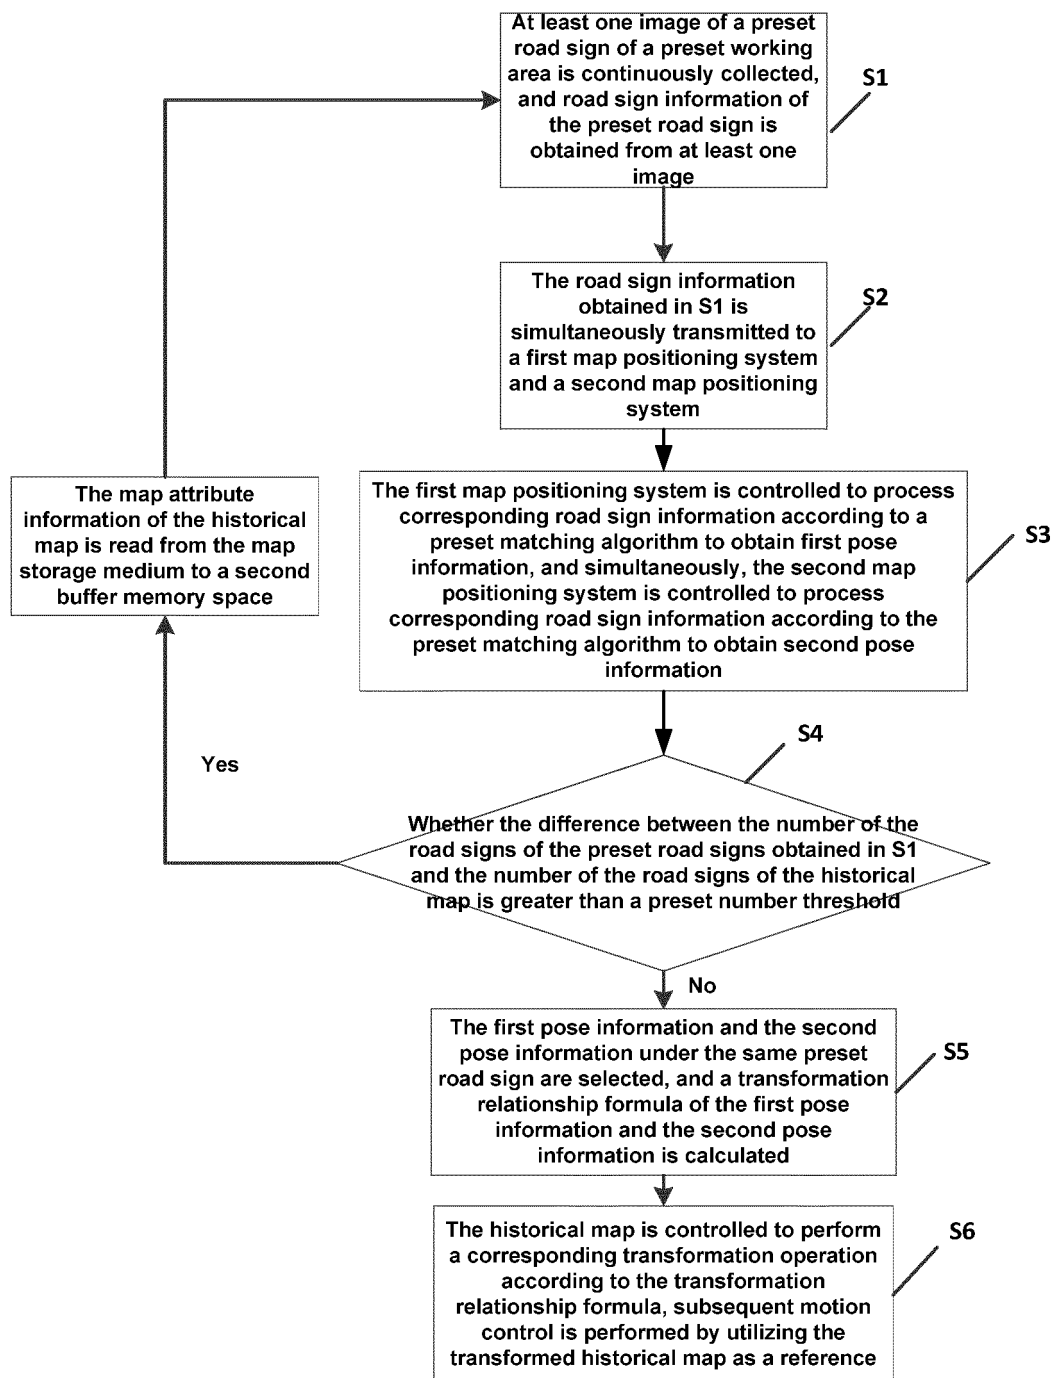 At least one image of a preset
road sign of a preset working
area is continuously collected,
and road sign information of
the preset road sign is
obtained from at least one
image
S1
The road sign information
obtained in S1 is
simultaneously transmitted to
a first map positioning system
and a second map positioning
system
S2
The map attribute
information of the historical
map is read from the map
storage medium to a second
buffer memory space
The first map positioning system is controlled to process
corresponding road sign information according to a
preset matching algorithm to obtain first pose
information, and simultaneously, the second map
positioning system is controlled to process
corresponding road sign information according to the
preset matching algorithm to obtain second pose
information
S3
S4
Yes
Whether the difference between the number of the
road signs of the preset road signs obtained in S1
and the number of the road signs of the historical
map is greater than a preset number threshold
No
The first pose information and the second
pose information under the same preset
road sign are selected, and a transformation
relationship formula of the first pose
information and the second pose
information is calculated
S5
The historical map is controlled to perform
a corresponding transformation operation
according to the transformation
relationship formula, subsequent motion
control is performed by utilizing the
transformed historical map as a reference
S6